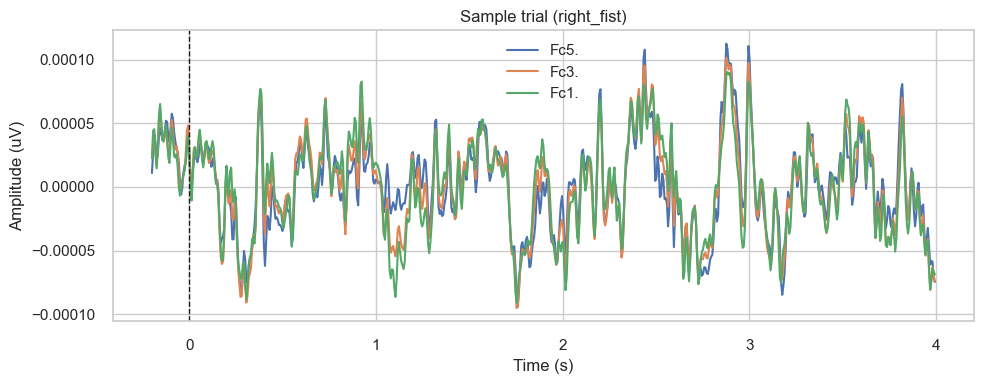 Sample trial (right_fist)
Fc5.
Fc3.
Fc1.
Amplitude (uV)
0.00010
0.00005
0.00000
−0.00005
−0.00010
0 1 2 3 4
Time (s)